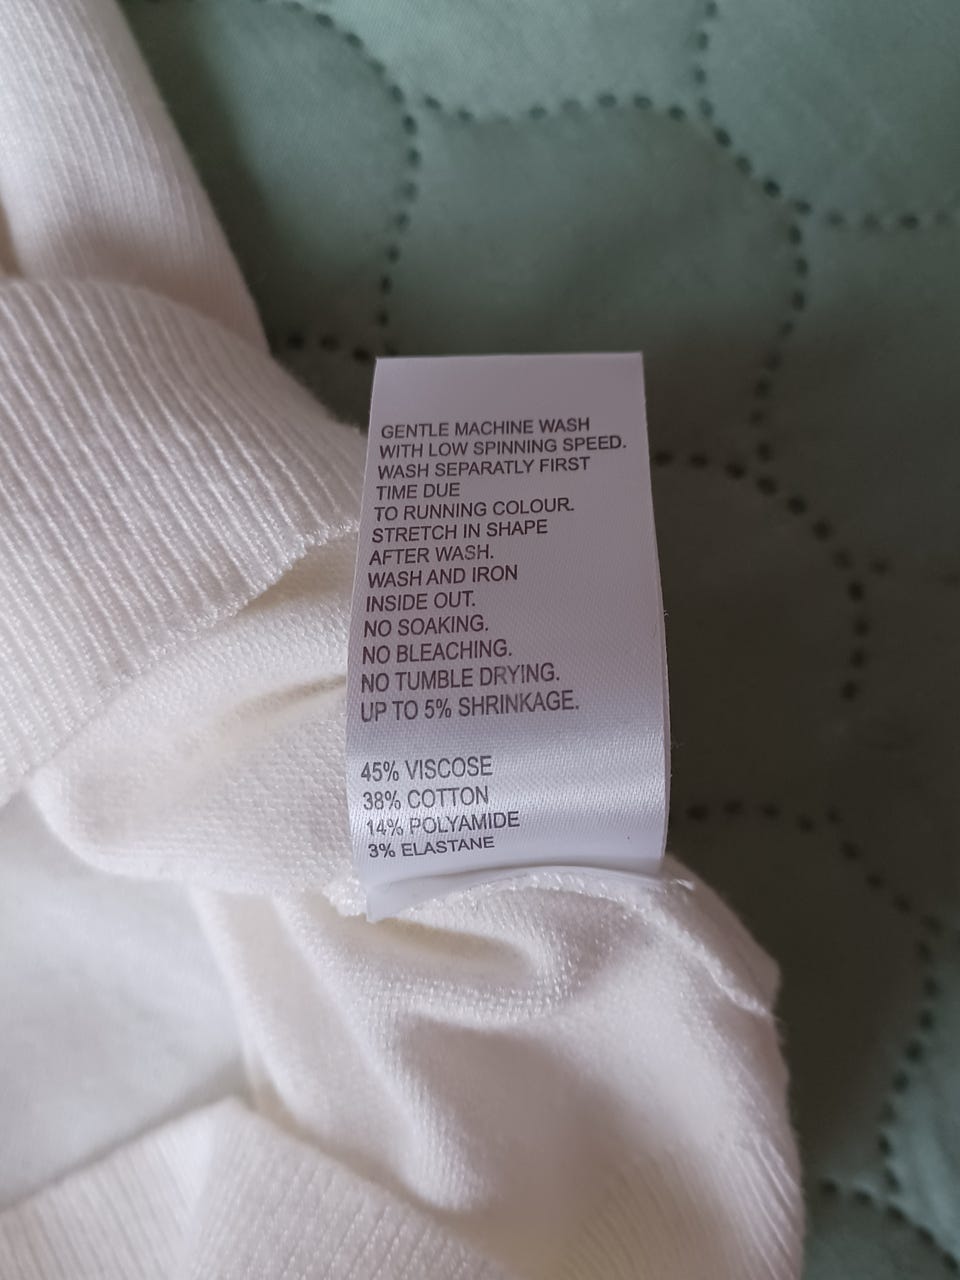 GENTLE MACHINE WASH
WITH LOW SPINNING SPEED.
WASH SEPARATLY FIRST
TIME DUE
TO RUNNING COLOUR.
STRETCH IN SHAPE
AFTER WASH.
WASH AND IRON
INSIDE OUT.
NO SOAKING.
NO BLEACHING.
NO TUMBLE DRYING.
UP TO 5% SHRINKAGE.
45% VISCOSE
38% COTTON
14% POLYAMIDE
3% ELASTANE